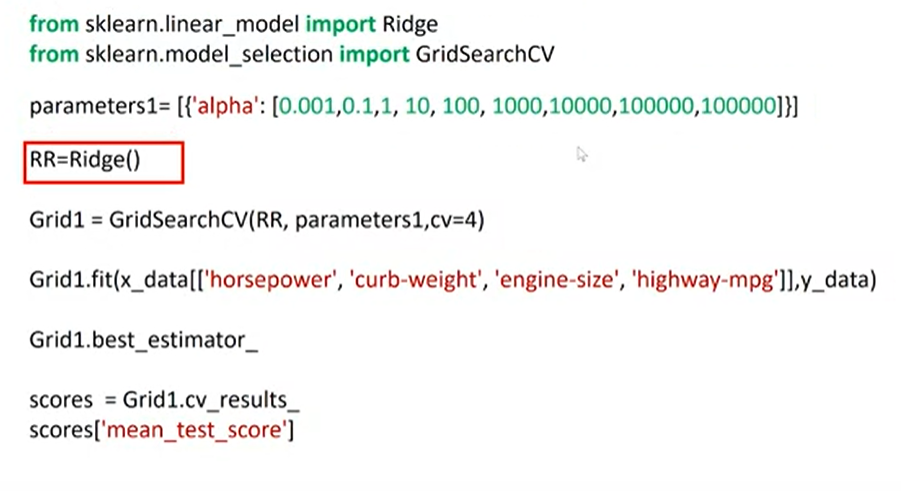 from sklearn.linear_model import Ridge
from sklearn.model_selection import GridSearchCV
parameters1= [{'alpha': [0.001,0.1,1, 10, 100, 1000,10000,100000,100000]}]
RR=Ridge()
Grid1 = GridSearchCV(RR, parameters1,cv=4)
Grid1.fit(x_data[['horsepower', 'curb-weight', 'engine-size', 'highway-mpg']],y_data)
Grid1.best_estimator_
scores = Grid1.cv_results_
scores['mean_test_score']